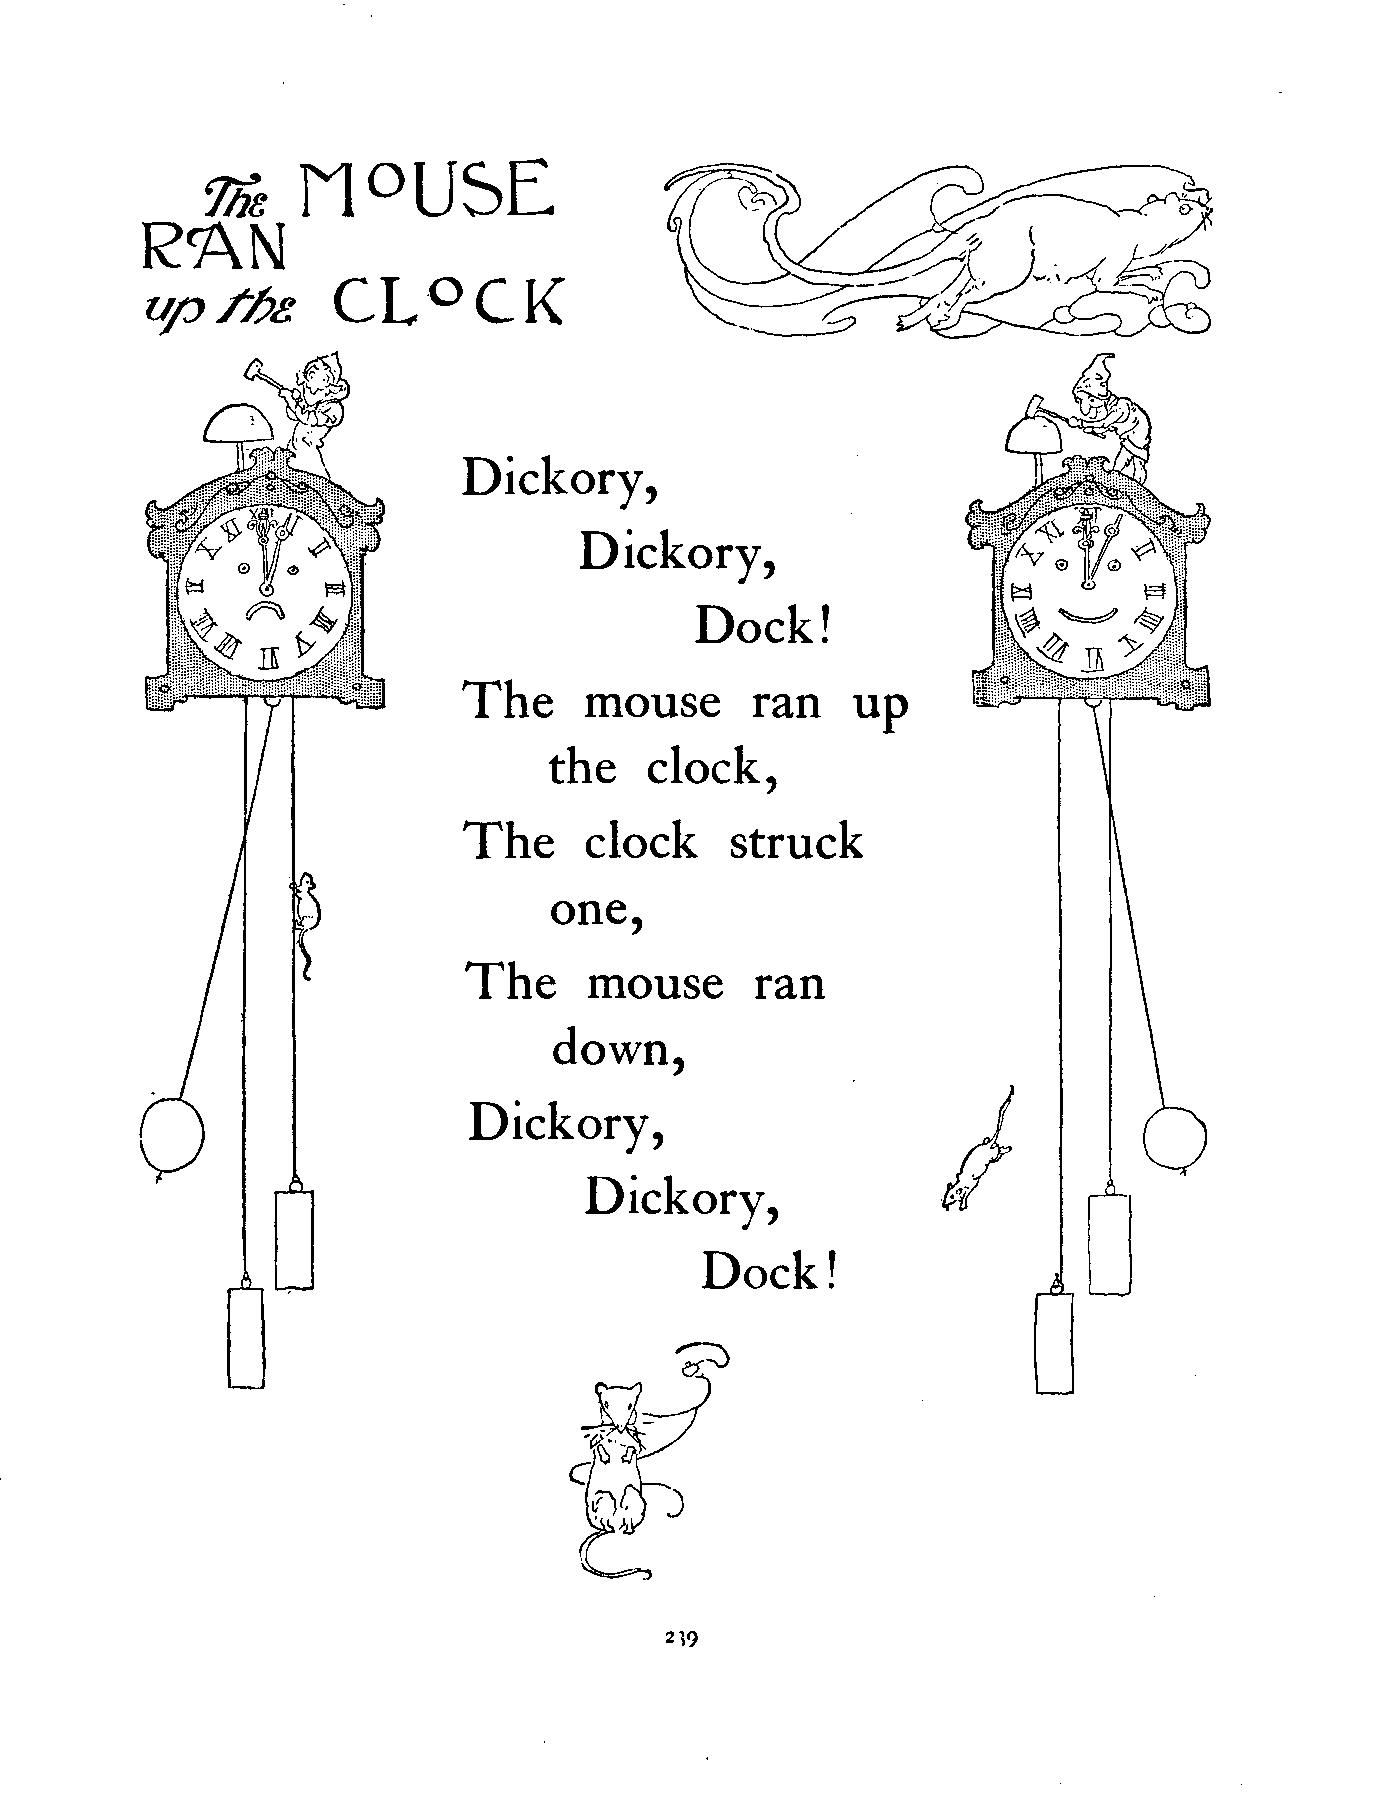 The MOUSE
RAN
up the CLOCK
Dickory,
Dickory,
Dock!
The mouse ran up
the clock,
The clock struck
one,
The mouse ran
down,
Dickory,
Dickory,
Dock!
239